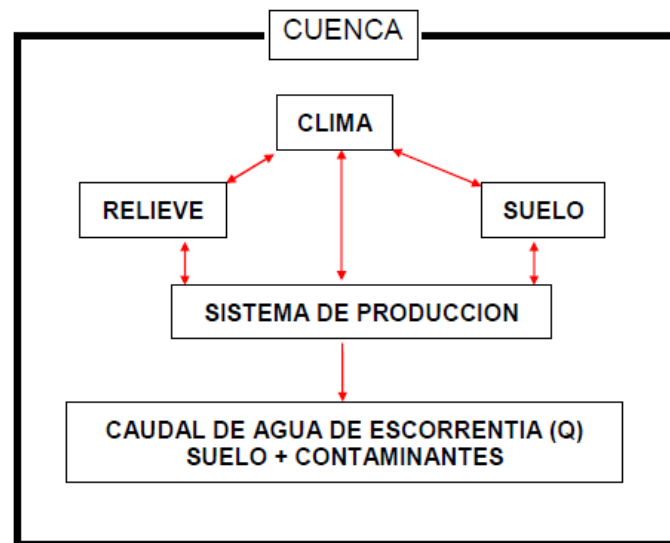 CUENCA
CLIMA
RELIEVE
SUELO
SISTEMA DE PRODUCCION
CAUDAL DE AGUA DE ESCORRENTIA (Q)
SUELO + CONTAMINANTES